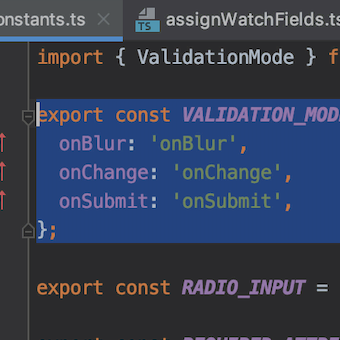 onstants.ts × TS assignWatchFields.ts
import { ValidationMode } f
export const VALIDATION_MOD
onBlur: 'onBlur',
onChange: 'onChange',
onSubmit: 'onSubmit',
};
export const RADIO_INPUT =